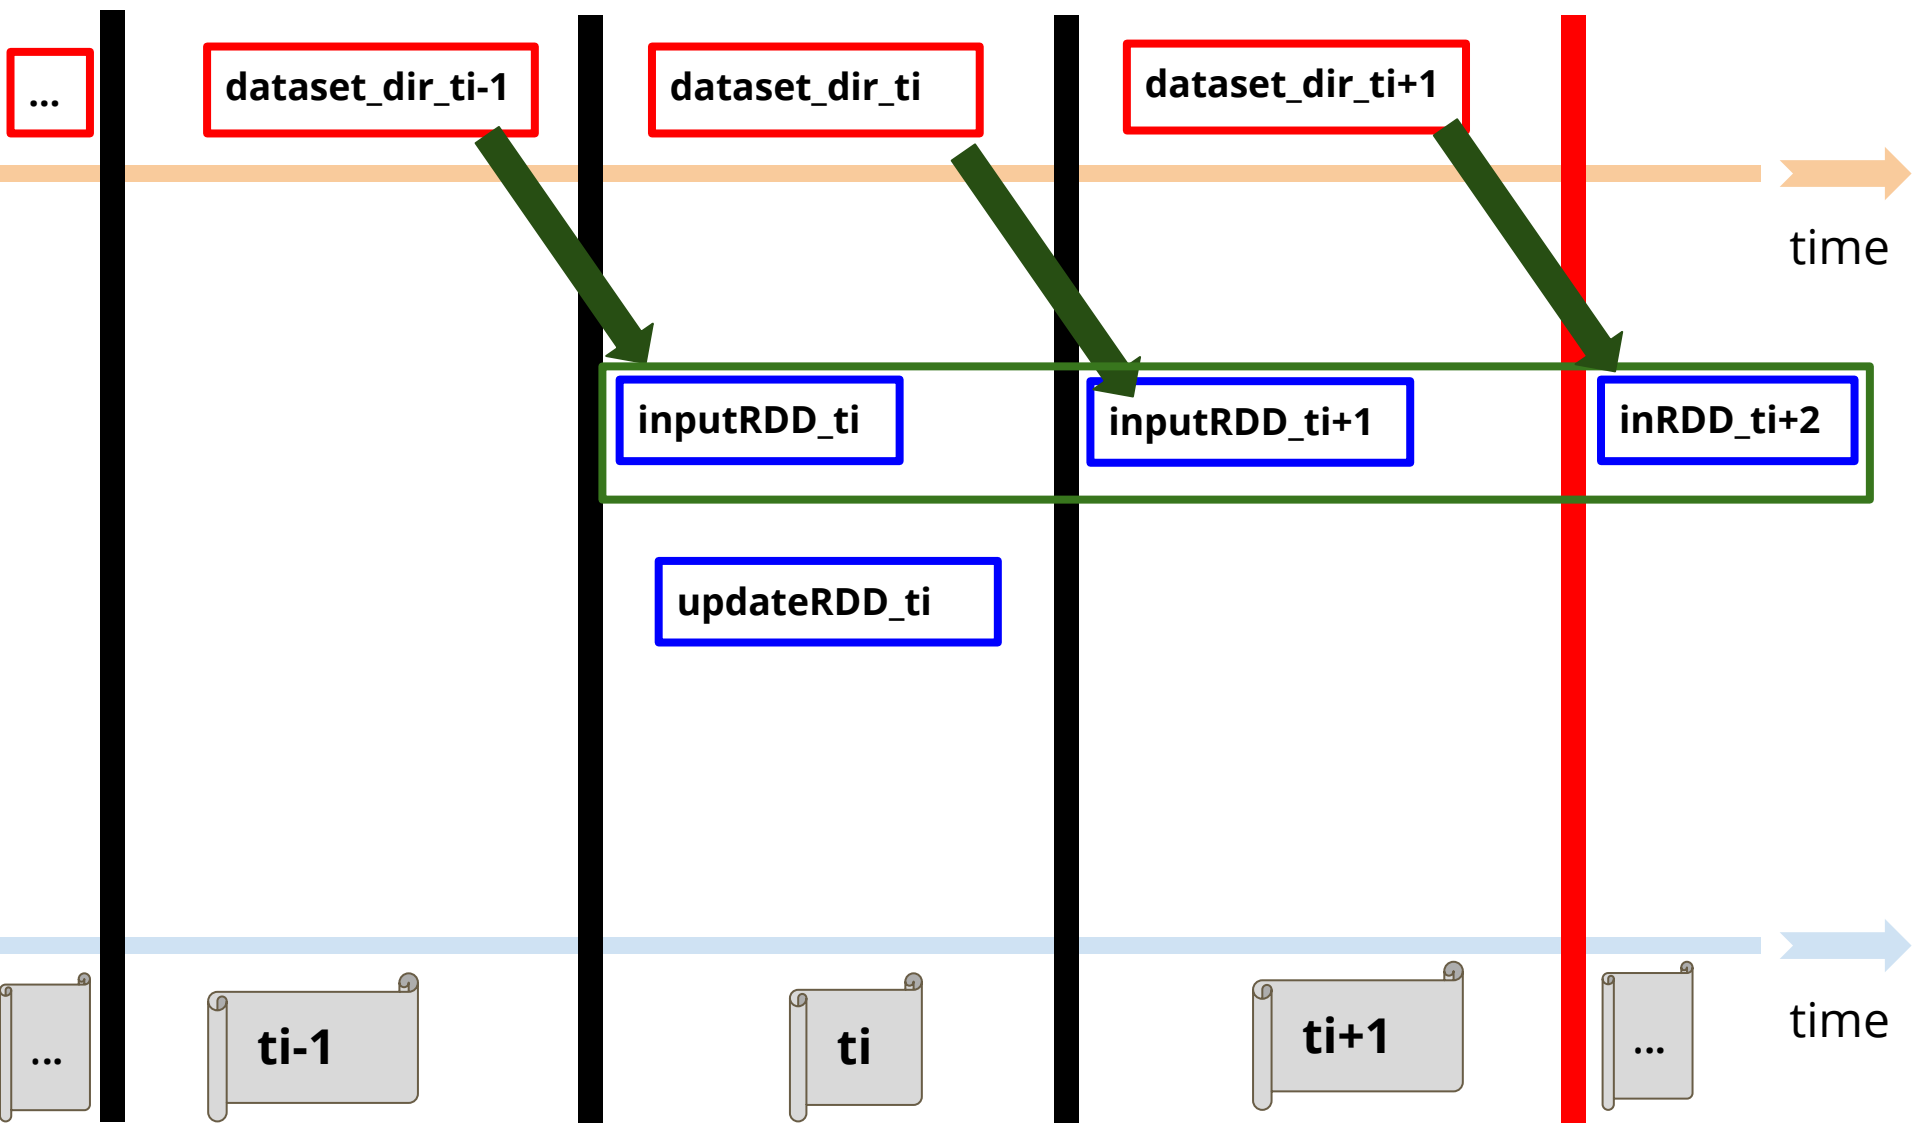 ...
dataset_dir_ti-1
dataset_dir_ti
dataset_dir_ti+1
time
inputRDD_ti
inputRDD_ti+1
inRDD_ti+2
updateRDD_ti
...
ti-1
ti
ti+1
...
time